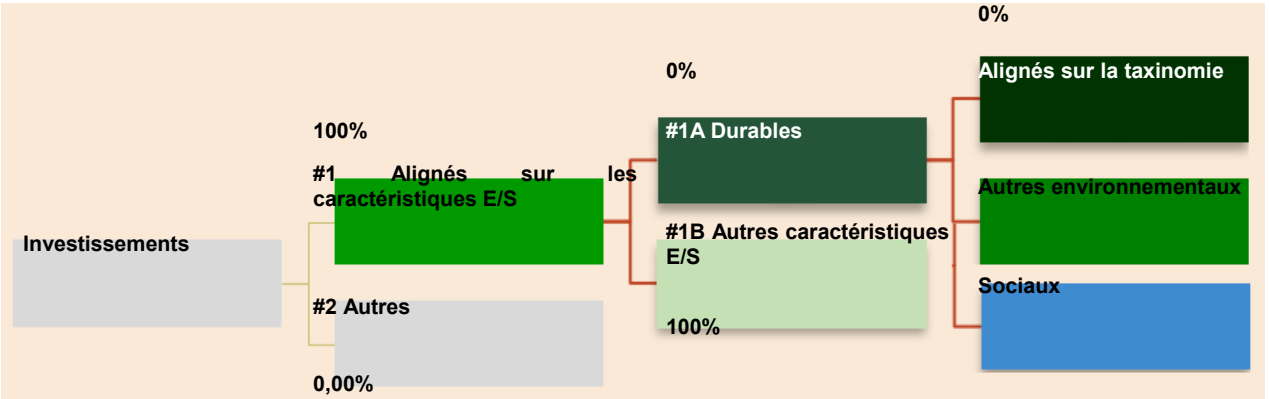 Investissements
100%
#1 Alignés sur les
caractéristiques E/S
#2 Autres
0,00%
0%
#1A Durables
#1B Autres caractéristiques
E/S
100%
0%
Alignés sur la taxinomie
Autres environnementaux
Sociaux